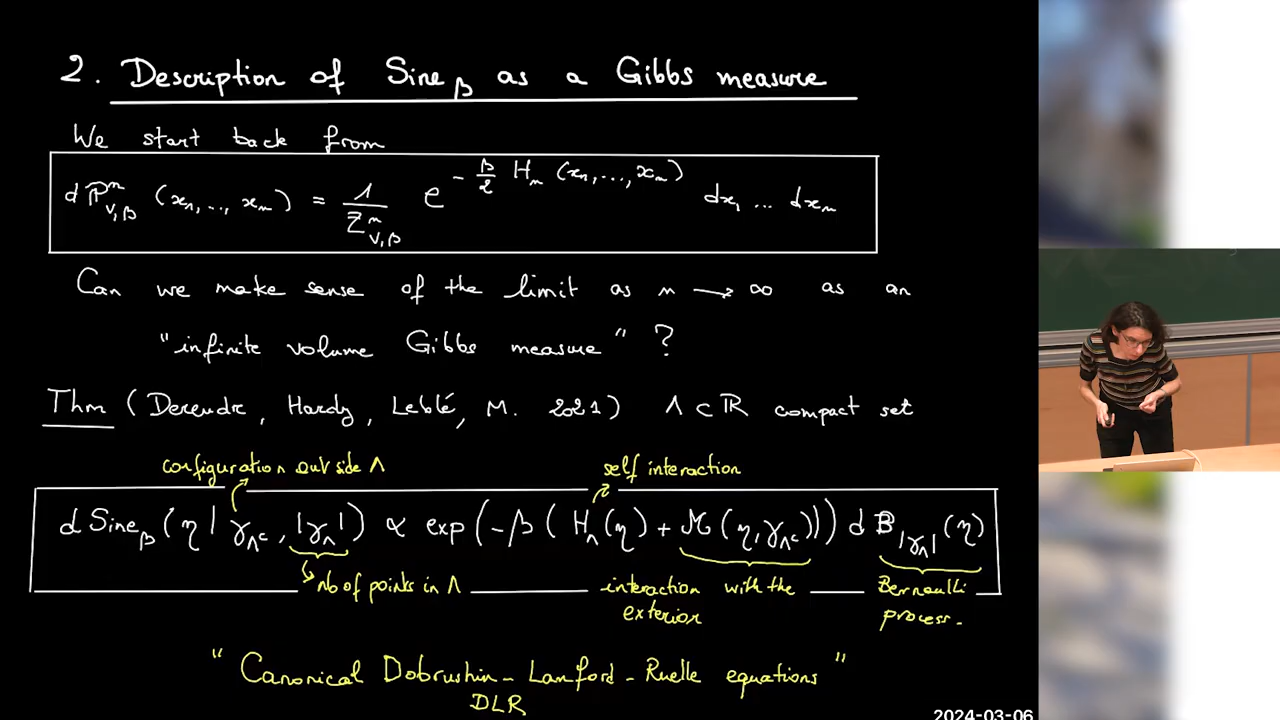 2. Description of Sine_β as a Gibbs measure
We start back from
dℙ^n_{V,β} (x_1,..., x_n) = 1/Z^n_{V,β} e^{-β/2 H_n (x_1,...,x_n)} dx_1 ... dx_n
Can we make sense of the limit as n → ∞ as an
"infinite volume Gibbs measure" ?
Thm (Dereudre, Hardy, Leblé, M. 2021) Λ ⊂ ℝ compact set
configuration outside Λ self interaction
d Sine_β (η | γ_{Λ^c}, |γ_Λ|) ∝ exp(-β (H_Λ(η) + M(η, γ_{Λ^c}))) d B_{|γ_Λ|}(η)
nb of points in Λ interaction with the exterior Bernoulli process.
"Canonical Dobrushin - Lanford - Ruelle equations"
DLR
2024-03-06